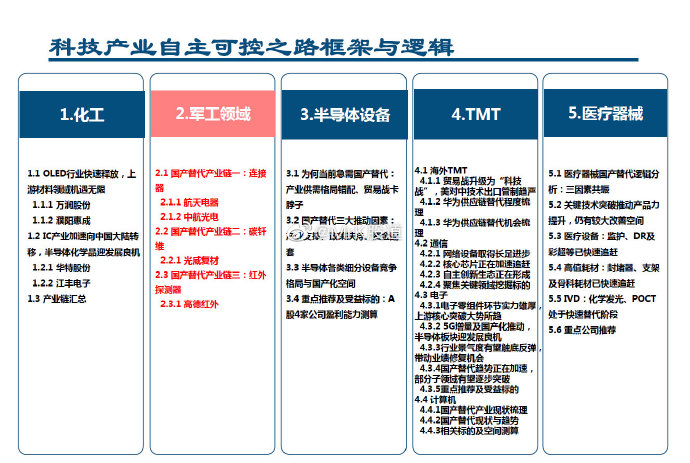 科技产业自主可控之路框架与逻辑
1.化工
1.1 OLED行业快速释放，上
游材料领域机遇无限
1.1.1 万润股份
1.1.2 濮阳惠成
1.2 IC产业加速向中国大陆转
移，半导体化学品迎发展良机
1.2.1 华特股份
1.2.2 江丰电子
1.3 产业链汇总
2.军工领域
2.1 国产替代产业链一：连接
器
2.1.1 航天电器
2.1.2 中航光电
2.2 国产替代产业链二：碳纤
维
2.2.1 光威复材
2.3 国产替代产业链三：红外
探测器
2.3.1 高德红外
3.半导体设备
3.1 为何当前急需国产替代：
产业供需格局错配、贸易战卡
脖子
3.2 国产替代三大推动因素：
套
3.3 半导体各类细分设备竞争
格局与国产化空间
3.4 重点推荐及受益标的：A
股4家公司盈利能力测算
4.TMT
4.1 海外TMT
4.1.1 贸易战升级为“科技
战”，美对中技术出口管制趋严
4.1.2 华为供应链替代程度梳
理
4.1.3 华为供应链替代机会梳
理
4.2 通信
4.2.1 网络设备取得长足进步
4.2.2 核心芯片正在加速追赶
4.2.3 自主创新生态正在形成
4.2.4 聚焦关键领域挖掘标的
4.3 电子
4.3.1电子零组件环节实力雄厚，
上游核心突破大势所趋
4.3.2 5G增量及国产化推动，
半导体板块迎发展良机
4.3.3行业景气度有望触底反弹，
带动业绩修复机会
4.3.4国产替代趋势正在加速，
部分子领域有望逐步突破
4.3.5重点推荐及受益标的
4.4 计算机
4.4.1国产替代产业现状梳理
4.4.2国产替代现状与趋势
4.4.3相关标的及空间测算
5.医疗器械
5.1 医疗器械国产替代逻辑分
析：三因素共振
5.2 关键技术突破推动产品力
提升，仍有较大改善空间
5.3 医疗设备：监护、DR及
彩超等已快速追赶
5.4 高值耗材：封堵器、支架
及骨科耗材已快速追赶
5.5 IVD：化学发光、POCT
处于快速替代阶段
5.6 重点公司推荐